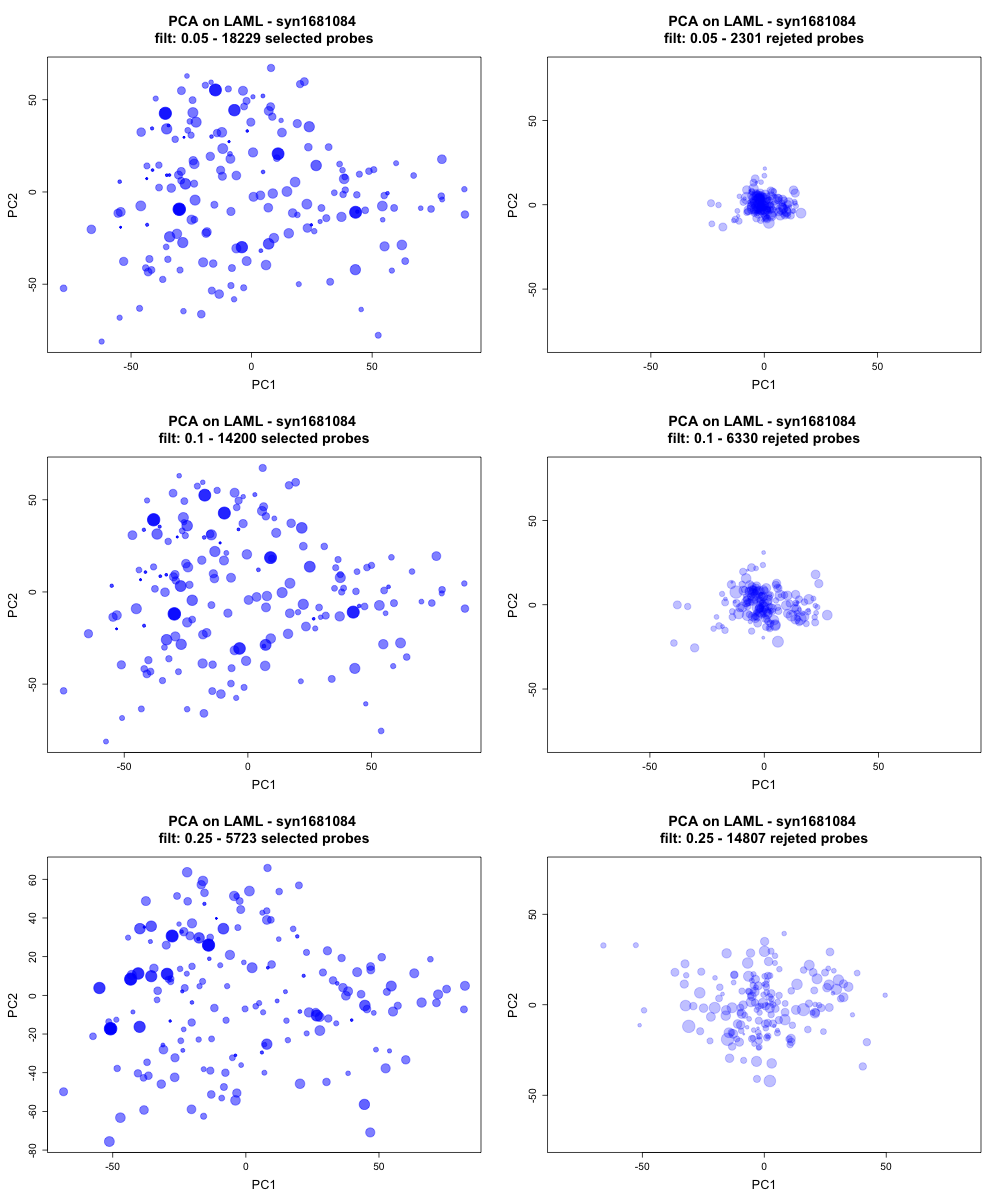 PCA on LAML - syn1681084
filt: 0.05 - 18229 selected probes
50
0
-50
PC2
-50
0
50
PC1
PCA on LAML - syn1681084
filt: 0.05 - 2301 rejeted probes
50
0
-50
PC2
-50
0
50
PC1
PCA on LAML - syn1681084
filt: 0.1 - 14200 selected probes
50
0
-50
PC2
-50
0
50
PC1
PCA on LAML - syn1681084
filt: 0.1 - 6330 rejeted probes
50
0
-50
PC2
-50
0
50
PC1
PCA on LAML - syn1681084
filt: 0.25 - 5723 selected probes
60
40
20
0
-20
-40
-60
-80
PC2
-50
0
50
PC1
PCA on LAML - syn1681084
filt: 0.25 - 14807 rejeted probes
50
0
-50
PC2
-50
0
50
PC1